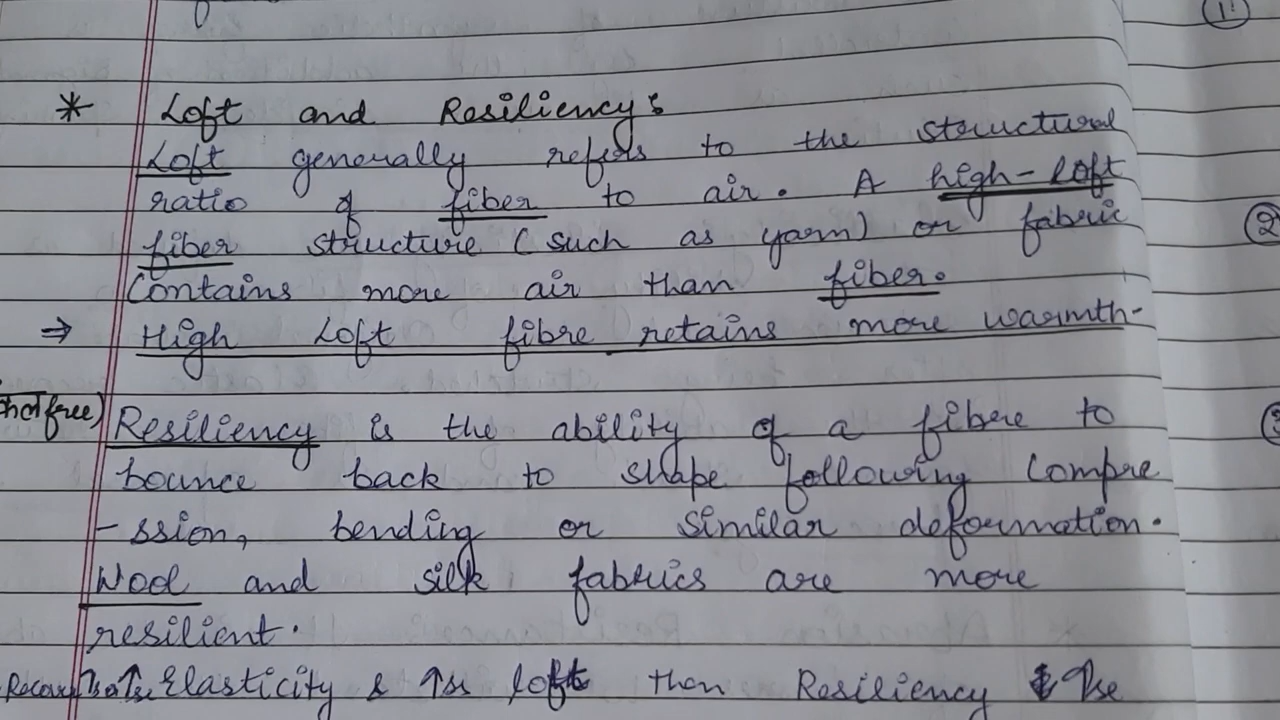 * Loft and Resiliency:
Loft generally refers to the structural
ratio of fiber to air. A high-loft
fiber structure (such as yarn) or fabric
contains more air than fiber.
⇒ High Loft fibre retains more warmth-
Resiliency is the ability of a fibere to
bounce back to shape following compre
-ssion, bending or similar deformation.
Wool and silk fabrics are more
resilient.
Elasticity & ↑se loft then Resiliency ↑se